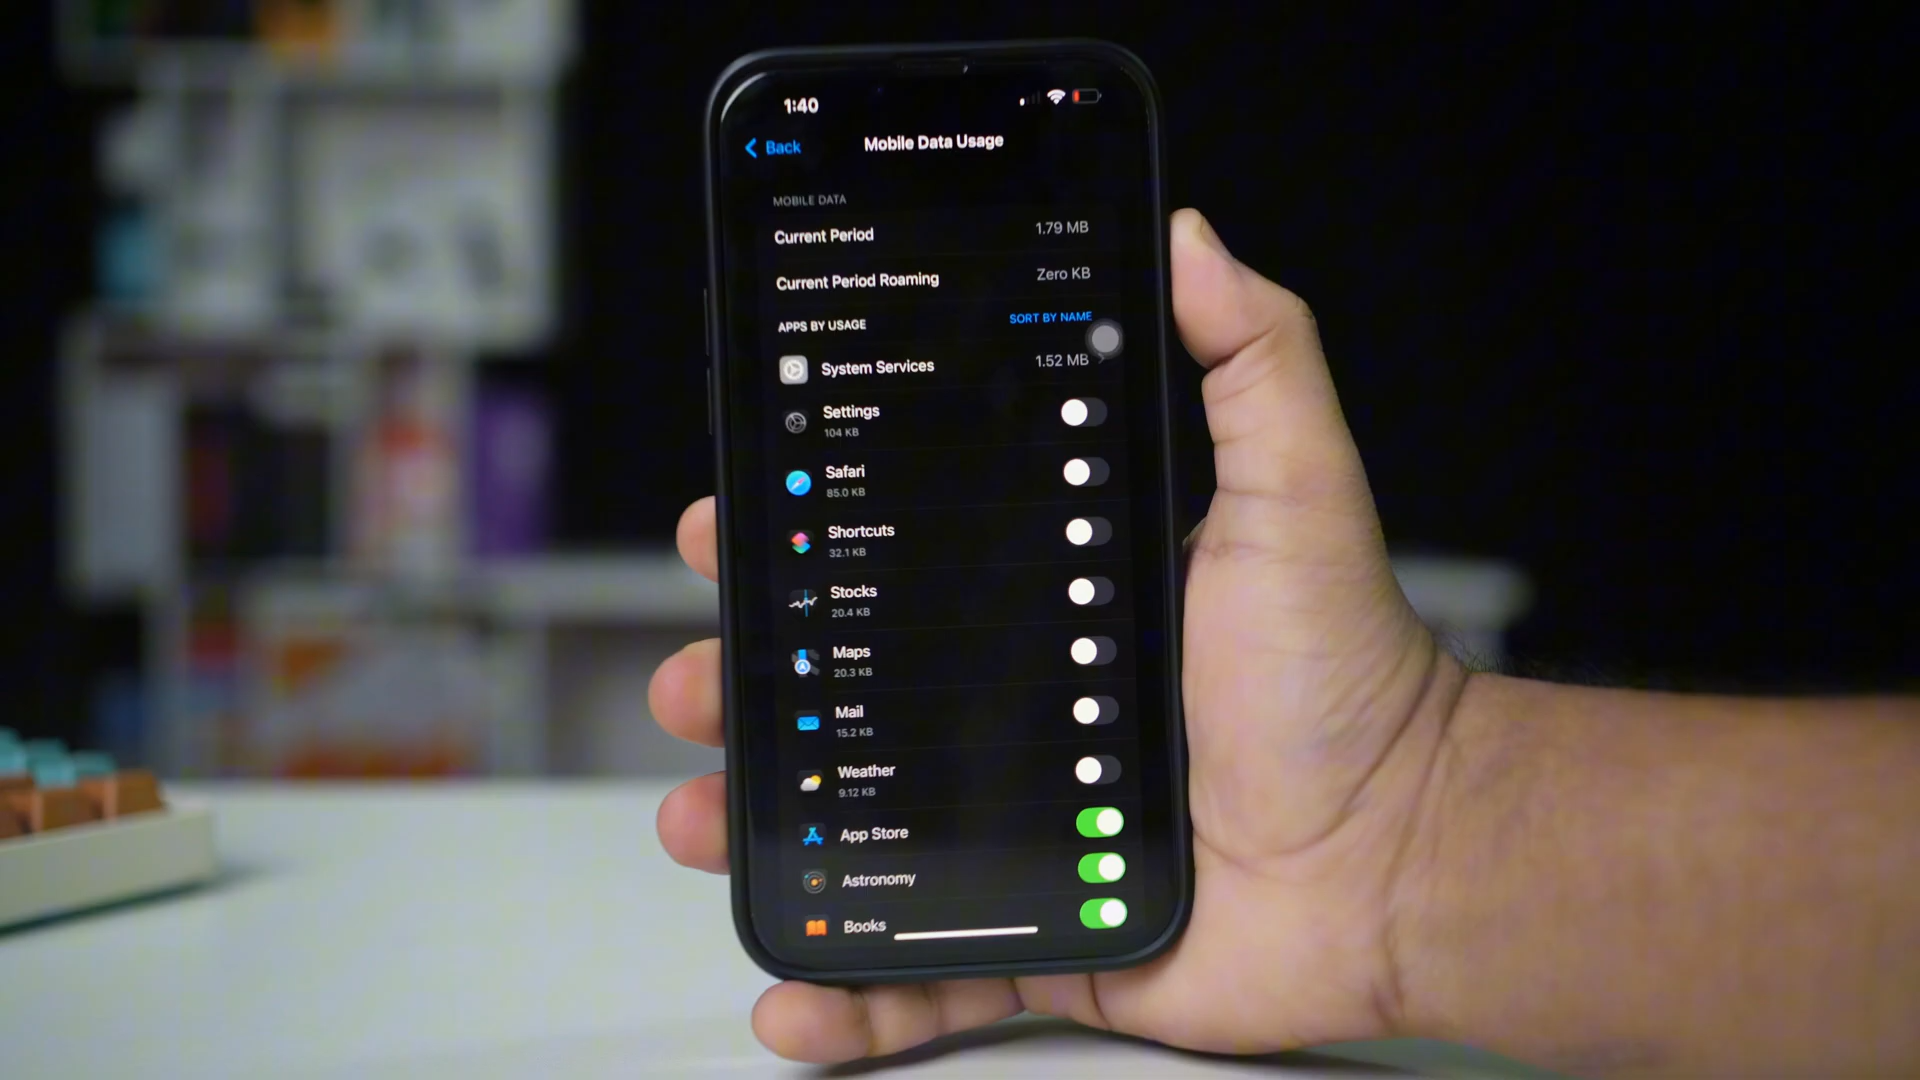 1:40
Back
Mobile Data Usage
MOBILE DATA
Current Period 1.79 MB
Current Period Roaming Zero KB
APPS BY USAGE SORT BY NAME
System Services 1.52 MB
Settings
104 KB
Safari
85.0 KB
Shortcuts
32.1 KB
Stocks
20.4 KB
Maps
20.3 KB
Mail
15.2 KB
Weather
9.12 KB
App Store
Astronomy
Books